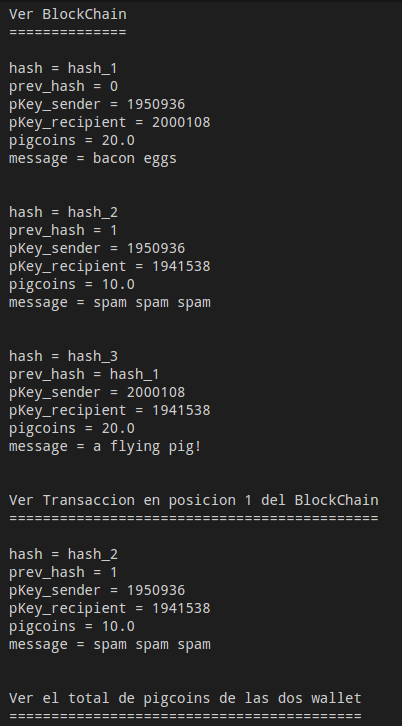 Ver BlockChain
==============
hash = hash_1
prev_hash = 0
pKey_sender = 1950936
pKey_recipient = 2000108
pigcoins = 20.0
message = bacon eggs
hash = hash_2
prev_hash = 1
pKey_sender = 1950936
pKey_recipient = 1941538
pigcoins = 10.0
message = spam spam spam
hash = hash_3
prev_hash = hash_1
pKey_sender = 2000108
pKey_recipient = 1941538
pigcoins = 20.0
message = a flying pig!
Ver Transaccion en posicion 1 del BlockChain
============================================
hash = hash_2
prev_hash = 1
pKey_sender = 1950936
pKey_recipient = 1941538
pigcoins = 10.0
message = spam spam spam
Ver el total de pigcoins de las dos wallet
==========================================